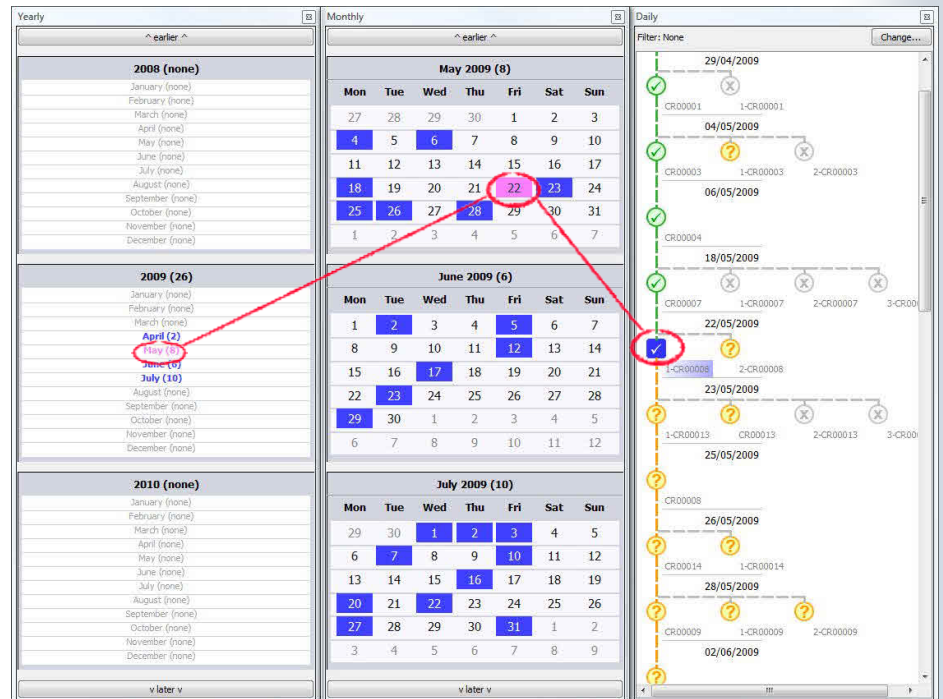 Yearly
^ earlier ^
2008 (none)
January (none)
February (none)
March (none)
April (none)
May (none)
June (none)
July (none)
August (none)
September (none)
October (none)
November (none)
December (none)
2009 (26)
January (none)
February (none)
March (none)
April (2)
May (8)
June (6)
July (10)
August (none)
September (none)
October (none)
November (none)
December (none)
2010 (none)
January (none)
February (none)
March (none)
April (none)
May (none)
June (none)
July (none)
August (none)
September (none)
October (none)
November (none)
December (none)
v later v
Monthly
^ earlier ^
May 2009 (8)
Mon Tue Wed Thu Fri Sat Sun
27 28 29 30 1 2 3
4 5 6 7 8 9 10
11 12 13 14 15 16 17
18 19 20 21 22 23 24
25 26 27 28 29 30 31
1 2 3 4 5 6 7
June 2009 (6)
Mon Tue Wed Thu Fri Sat Sun
1 2 3 4 5 6 7
8 9 10 11 12 13 14
15 16 17 18 19 20 21
22 23 24 25 26 27 28
29 30 1 2 3 4 5
6 7 8 9 10 11 12
July 2009 (10)
Mon Tue Wed Thu Fri Sat Sun
29 30 1 2 3 4 5
6 7 8 9 10 11 12
13 14 15 16 17 18 19
20 21 22 23 24 25 26
27 28 29 30 31 1 2
3 4 5 6 7 8 9
v later v
Daily
Filter: None Change...
29/04/2009
CR00001 1-CR00001
04/05/2009
?
CR00003 1-CR00003 2-CR00003
06/05/2009
CR00004
18/05/2009
CR00007 1-CR00007 2-CR00007 3-CR00
22/05/2009
?
1-CR00008 2-CR00008
23/05/2009
? ?
1-CR00013 CR00013 2-CR00013 3-CR00
25/05/2009
?
CR00008
26/05/2009
? ?
CR00014 1-CR00014
28/05/2009
? ? ?
CR00009 1-CR00009 2-CR00009
02/06/2009
?